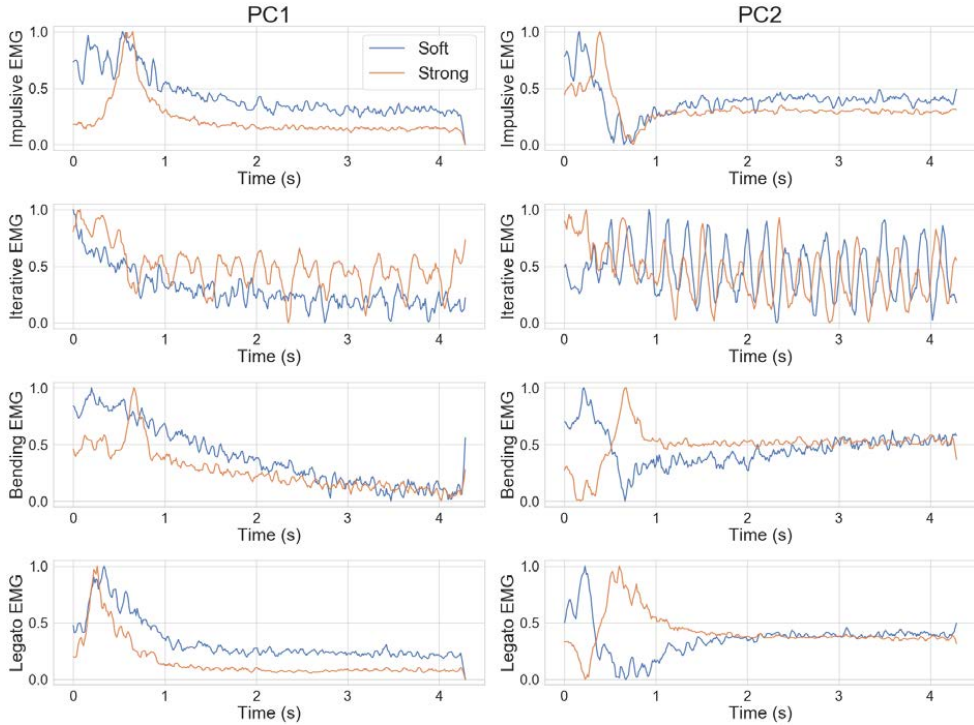 PC1
PC2
Impulsive EMG
1.0
0.5
0.0
Soft
Strong
0 1 2 3 4
Time (s)
Impulsive EMG
1.0
0.5
0.0
0 1 2 3 4
Time (s)
Iterative EMG
1.0
0.5
0.0
0 1 2 3 4
Time (s)
Iterative EMG
1.0
0.5
0.0
0 1 2 3 4
Time (s)
Bending EMG
1.0
0.5
0.0
0 1 2 3 4
Time (s)
Bending EMG
1.0
0.5
0.0
0 1 2 3 4
Time (s)
Legato EMG
1.0
0.5
0.0
0 1 2 3 4
Time (s)
Legato EMG
1.0
0.5
0.0
0 1 2 3 4
Time (s)